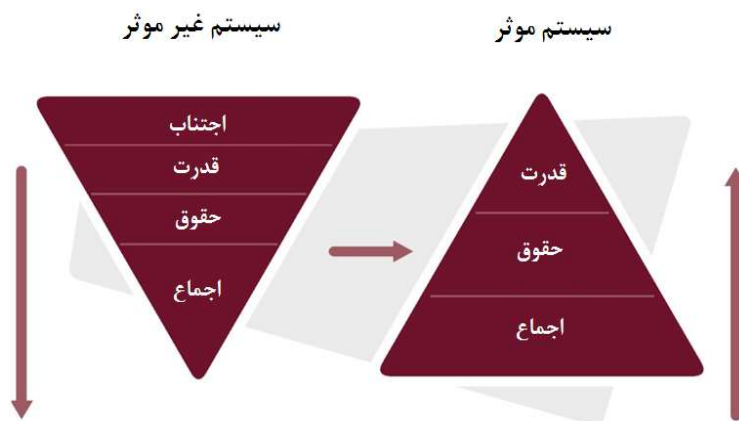 سیستم موثر
سیستم غیر موثر
قدرت
حقوق
اجماع
اجتناب
قدرت
حقوق
اجماع